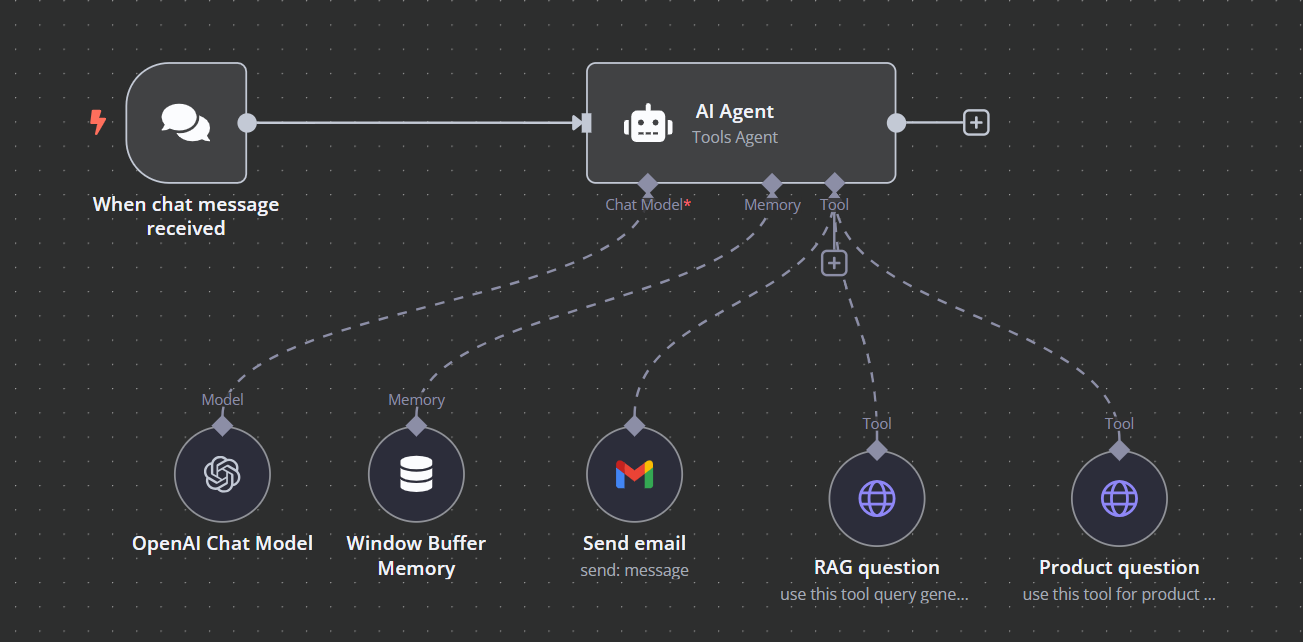 AI Agent
Tools Agent
When chat message
received
Chat Model*
Memory
Tool
Model
Memory
Tool
Tool
OpenAI Chat Model
Window Buffer
Memory
Send email
send: message
RAG question
use this tool query gene...
Product question
use this tool for product ...